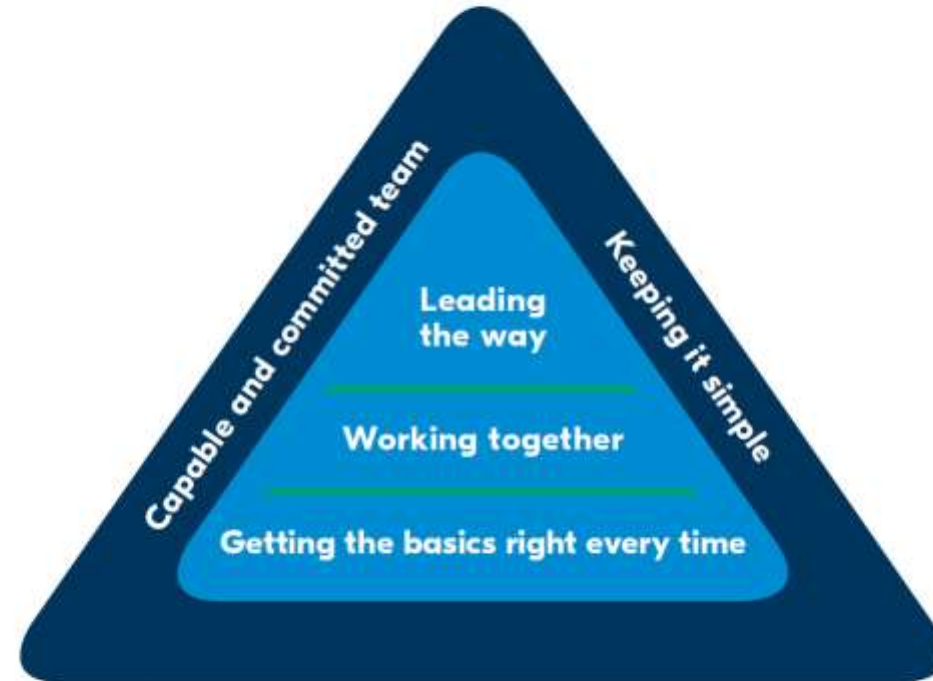 Capable and committed team
Keeping it simple
Leading
the way
Working together
Getting the basics right every time